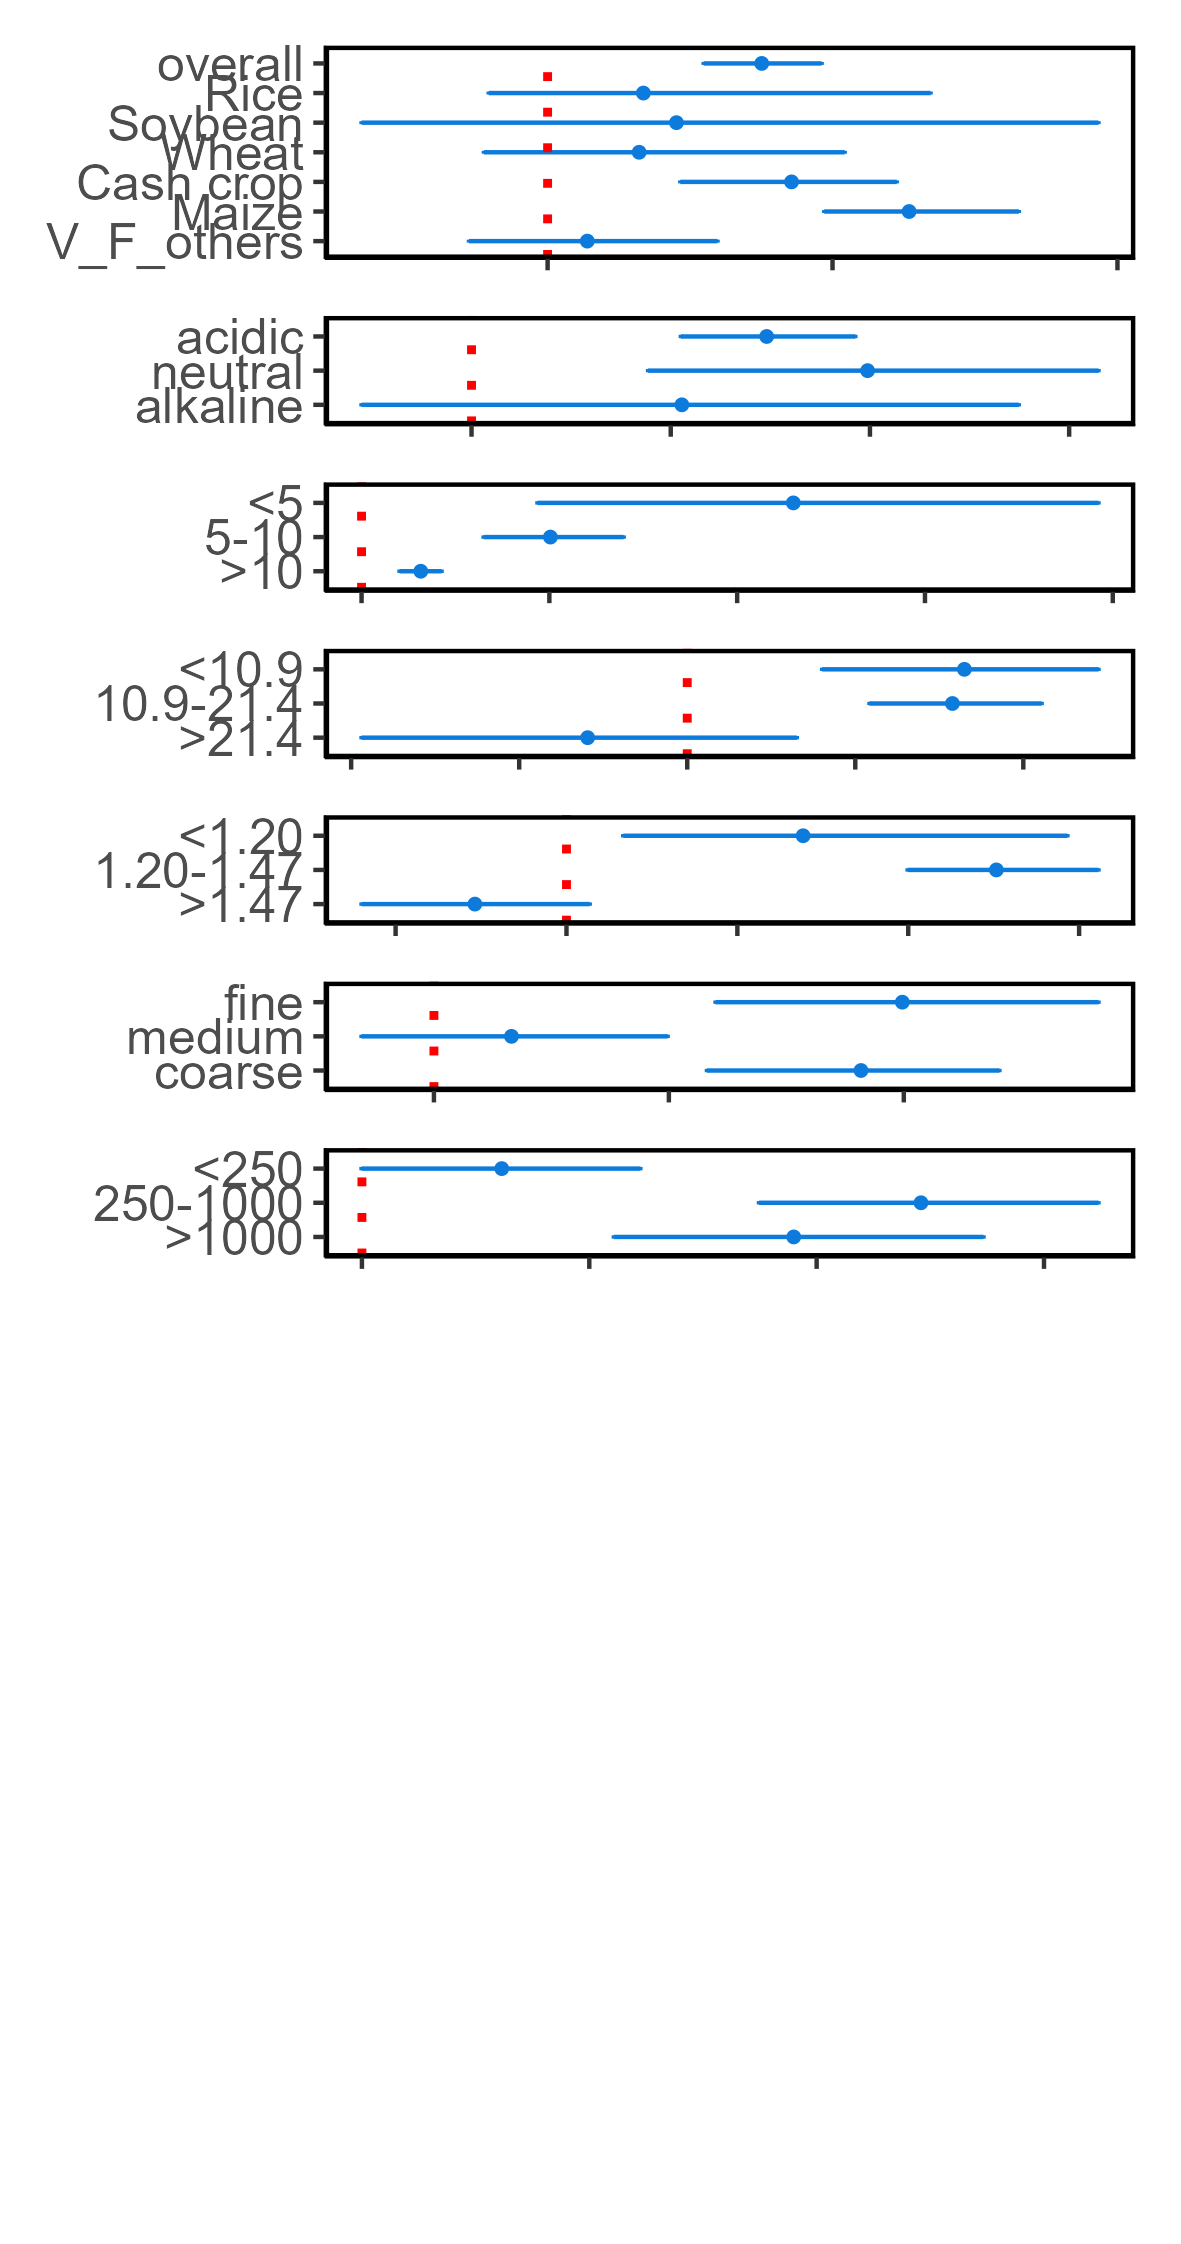 overall
Rice
Soybean
Wheat
Cash crop
Maize
V_F_others
acidic
neutral
alkaline
<5
5-10
>10
<10.9
10.9-21.4
>21.4
<1.20
1.20-1.47
>1.47
fine
medium
coarse
<250
250-1000
>1000